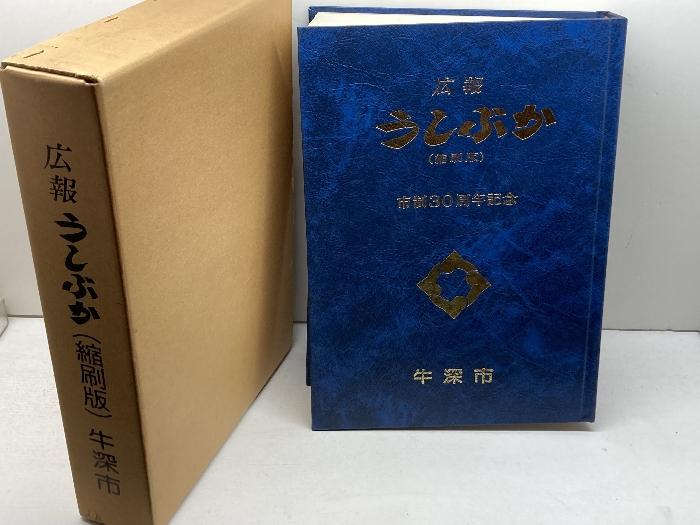 広報
うしぶか
(縮刷版)
牛深市
広報
うしぶか
(縮刷版)
市制30周年記念
牛深市